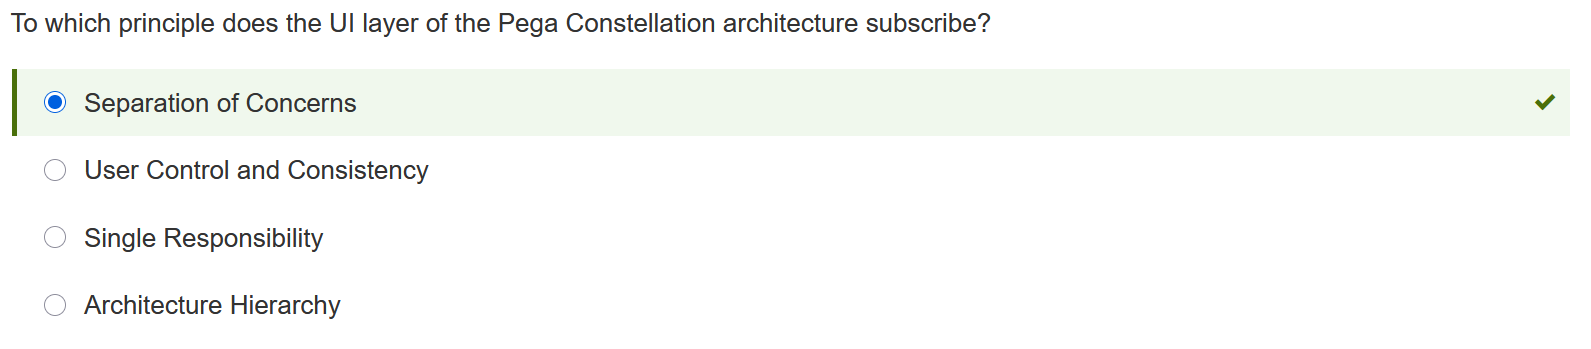 To which principle does the UI layer of the Pega Constellation architecture subscribe?
Separation of Concerns
User Control and Consistency
Single Responsibility
Architecture Hierarchy